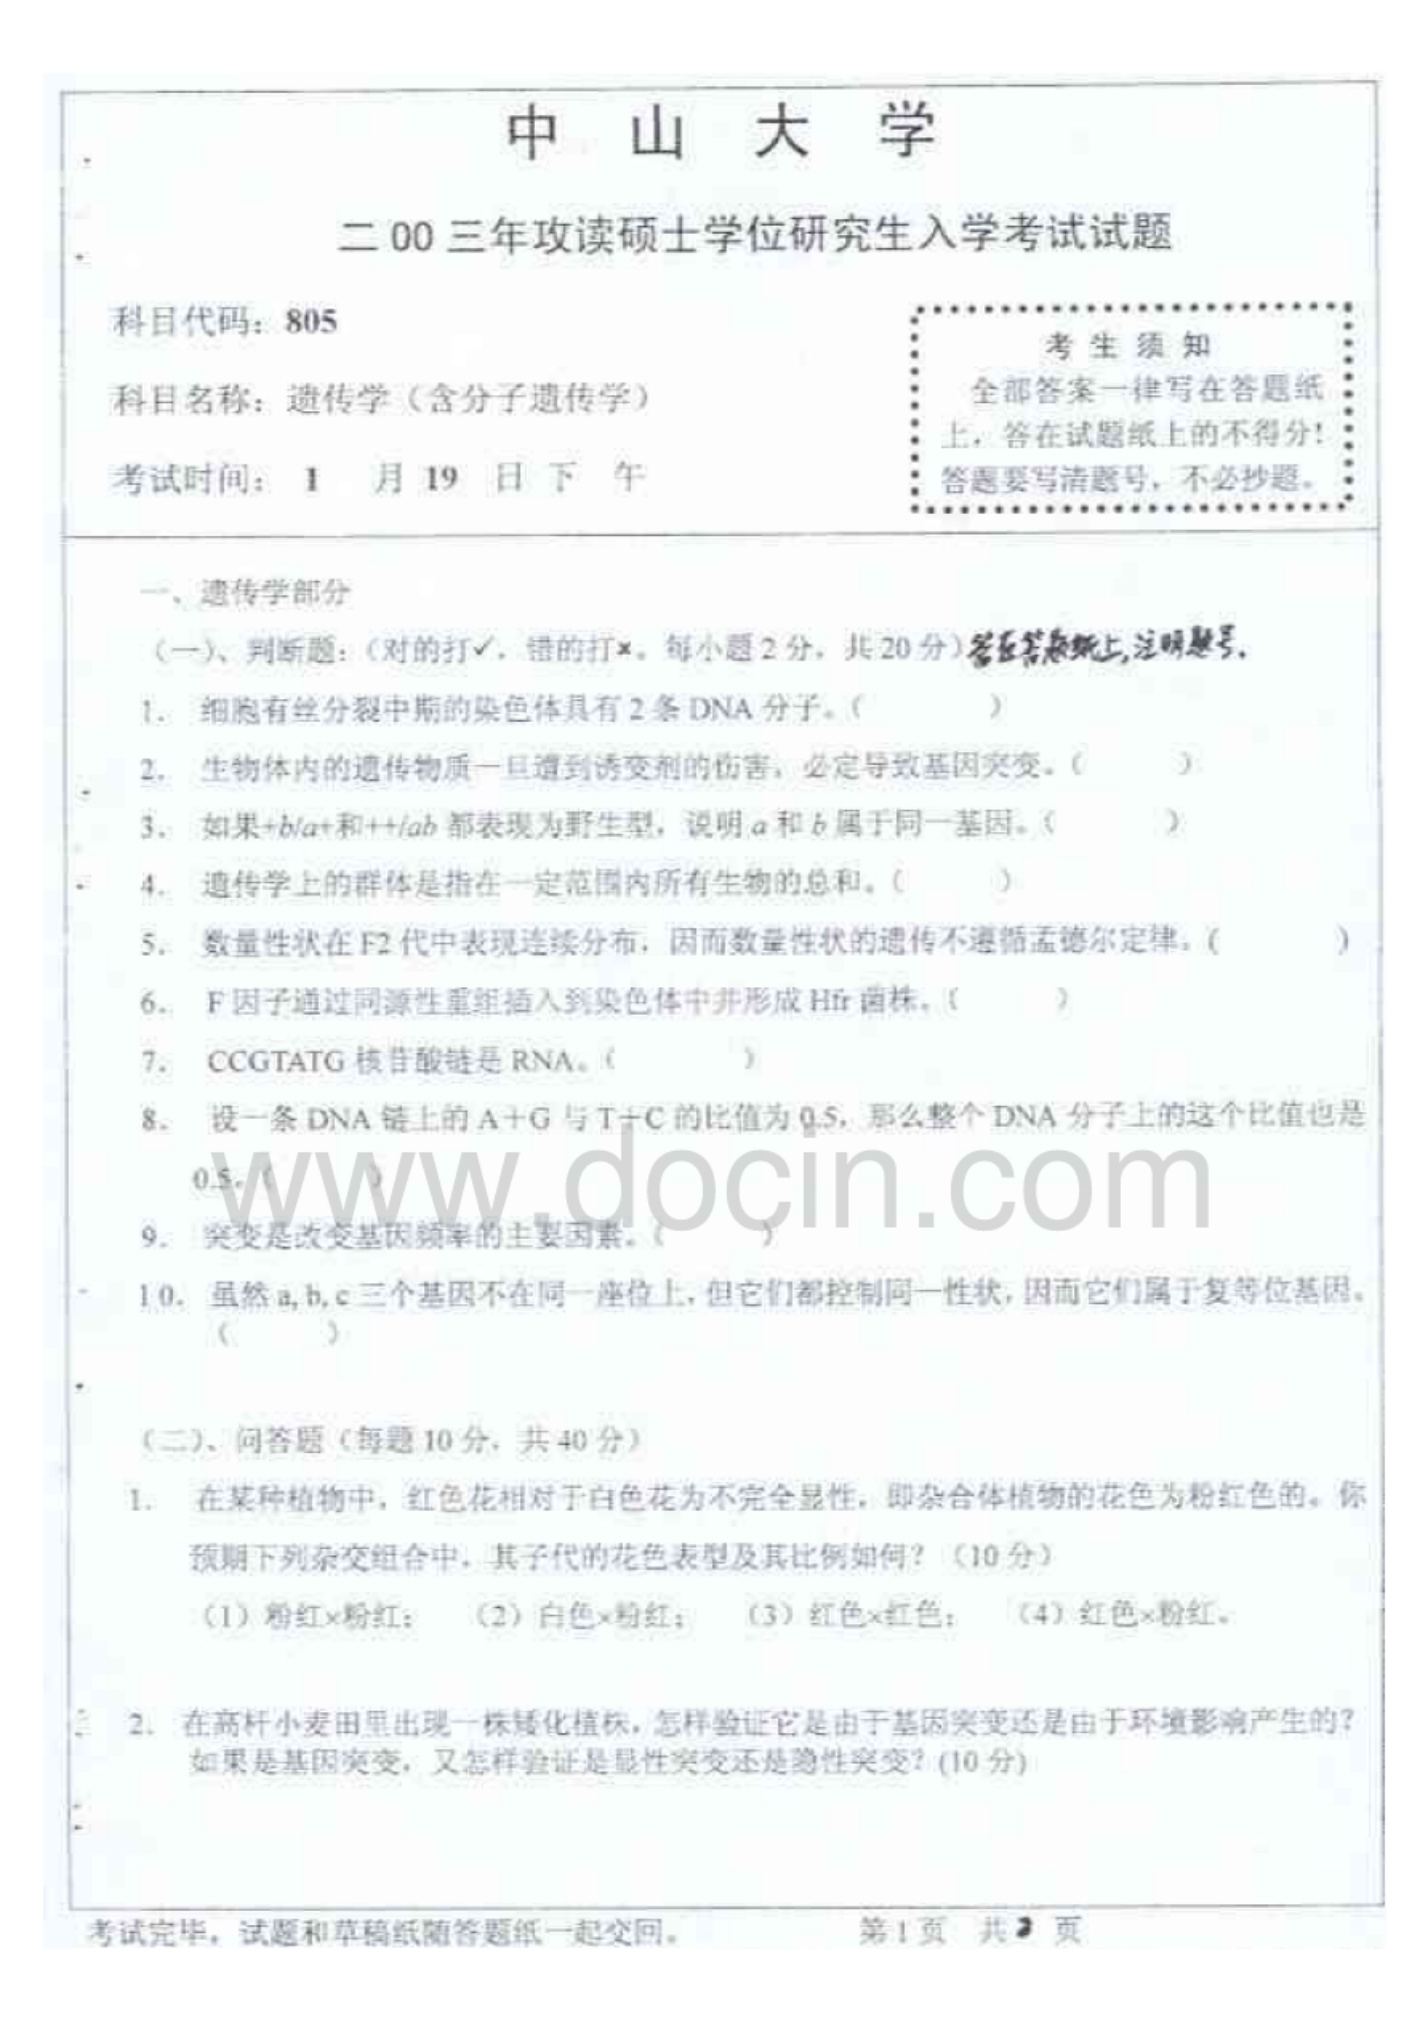 中 山 大 学
二00三年攻读硕士学位研究生入学考试试题
科目代码：805
科目名称：遗传学（含分子遗传学）
考试时间： 1 月 19 日 下 午
考 生 须 知
全部答案一律写在答题纸
上，答在试题纸上的不得分！
答题要写清题号，不必抄题。
一、遗传学部分
（一）、判断题：（对的打✓，错的打×。每小题2分，共20分）答在答题纸上,注明题号.
1. 细胞有丝分裂中期的染色体具有2条DNA分子。（ ）
2. 生物体内的遗传物质一旦遭到诱变剂的伤害，必定导致基因突变。（ ）
3. 如果+b/a+和++/ab都表现为野生型，说明a和b属于同一基因。（ ）
4. 遗传学上的群体是指在一定范围内所有生物的总和。（ ）
5. 数量性状在F2代中表现连续分布，因而数量性状的遗传不遵循孟德尔定律。（ ）
6. F因子通过同源性重组插入到染色体中并形成Hfr菌株。（ ）
7. CCGTATG核苷酸链是RNA。（ ）
8. 设一条DNA链上的A＋G与T＋C的比值为0.5，那么整个DNA分子上的这个比值也是
0.5。（ ）
www.docin.com
9. 突变是改变基因频率的主要因素。（ ）
10. 虽然a, b, c三个基因不在同一座位上，但它们都控制同一性状，因而它们属于复等位基因。
（ ）
（二）、问答题（每题10分，共40分）
1. 在某种植物中，红色花相对于白色花为不完全显性，即杂合体植物的花色为粉红色的。你
预期下列杂交组合中，其子代的花色表型及其比例如何？（10分）
（1）粉红×粉红； （2）白色×粉红； （3）红色×红色； （4）红色×粉红。
2. 在高杆小麦田里出现一株矮化植株，怎样验证它是由于基因突变还是由于环境影响产生的？
如果是基因突变，又怎样验证是显性突变还是隐性突变？(10分)
考试完毕，试题和草稿纸随答题纸一起交回。 第1页 共3页